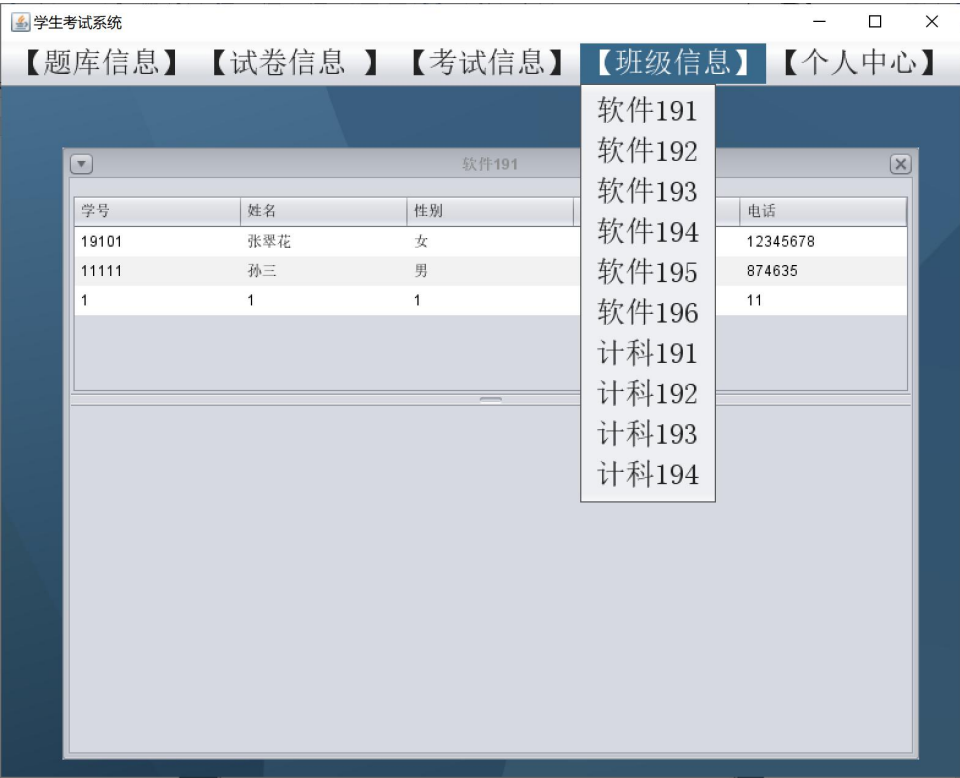 学生考试系统
【题库信息】 【试卷信息 】 【考试信息】 【班级信息】 【个人中心】
软件191
软件192
软件193
软件194
软件195
软件196
计科191
计科192
计科193
计科194
软件191
学号 姓名 性别 电话
19101 张翠花 女 12345678
11111 孙三 男 874635
1 1 1 11